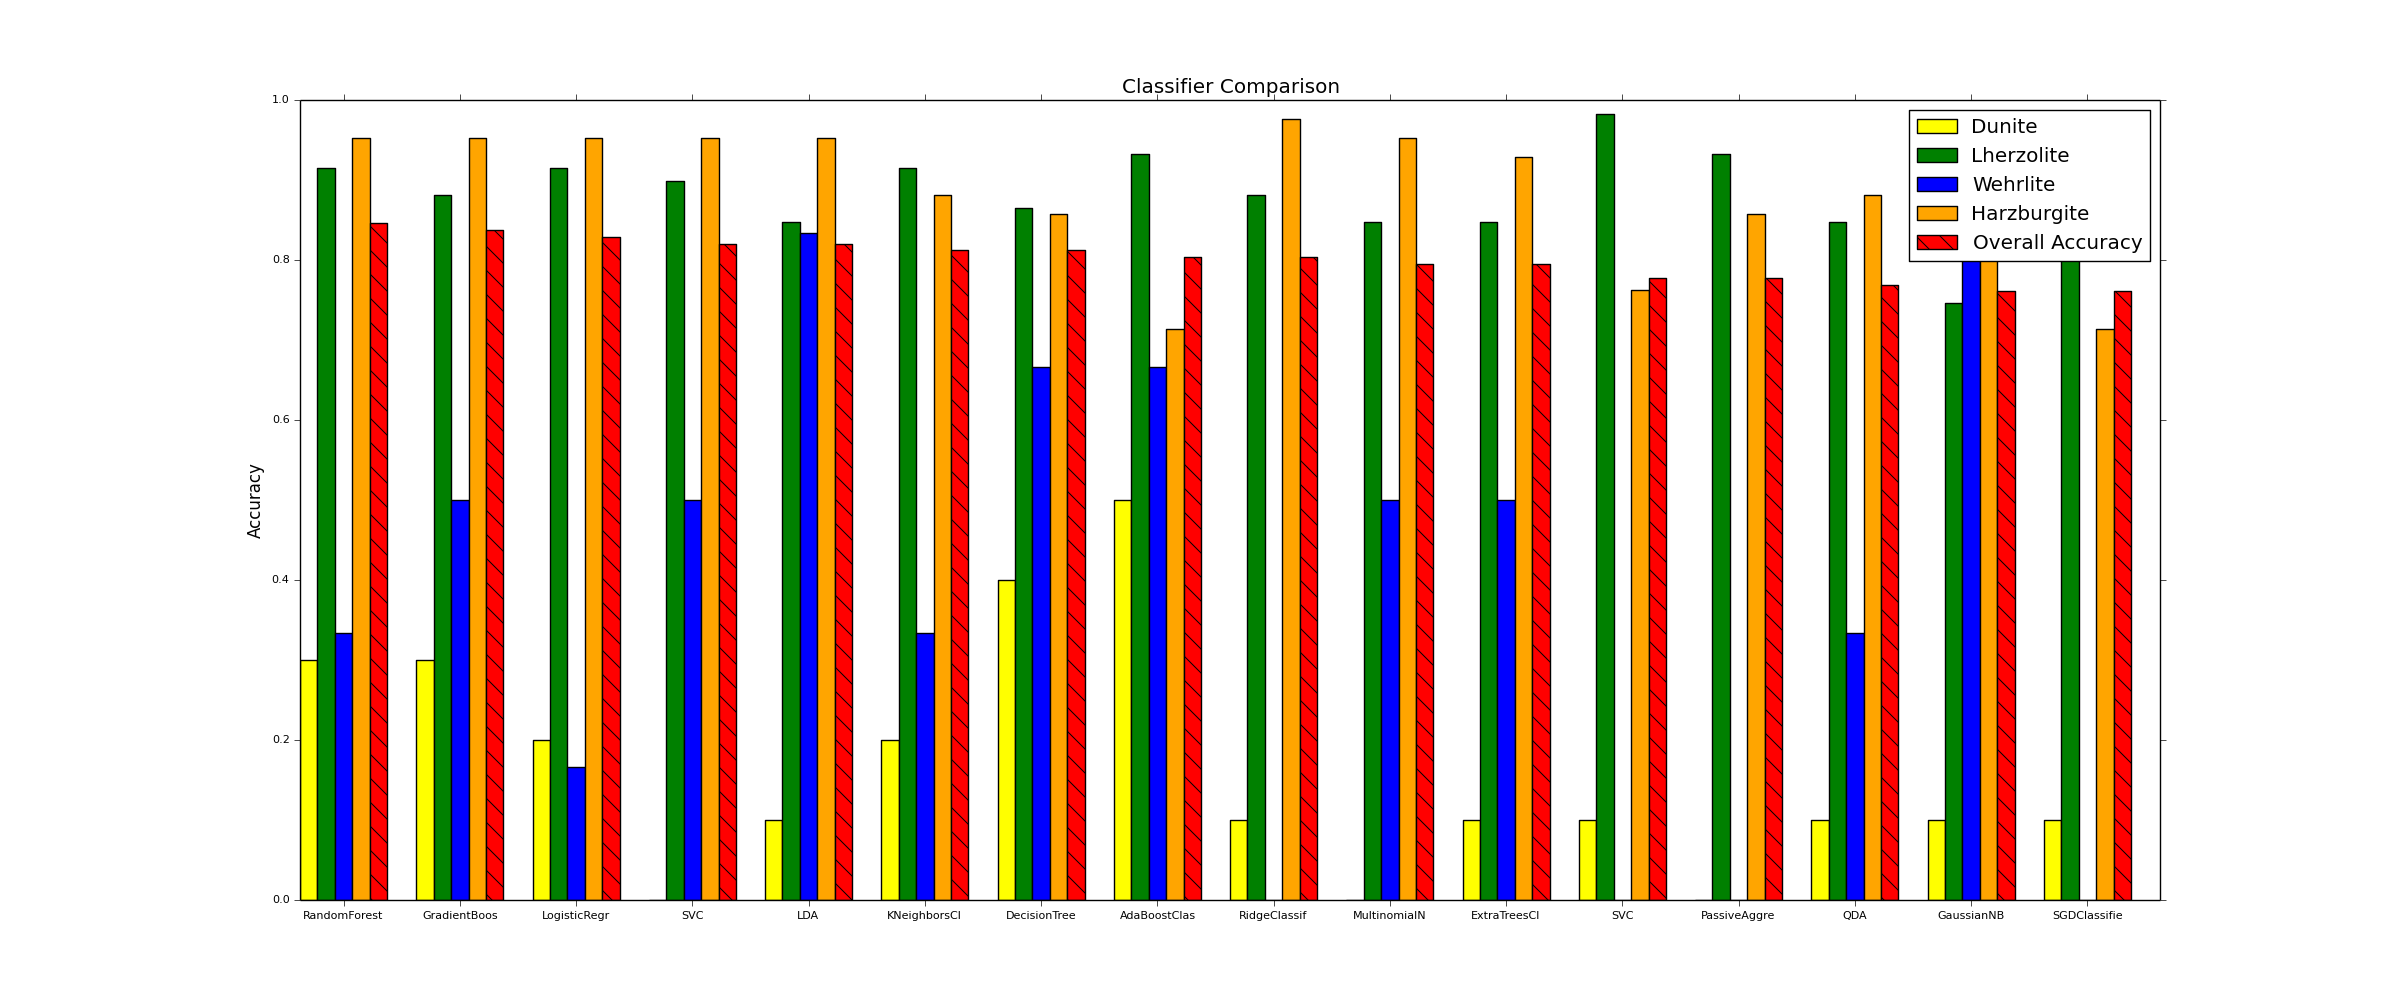 Classifier Comparison
1.0
0.8
0.6
0.4
0.2
0.0
Accuracy
Dunite
Lherzolite
Wehrlite
Harzburgite
Overall Accuracy
RandomForest GradientBoos LogisticRegr SVC LDA KNeighborsCl DecisionTree AdaBoostClas RidgeClassif MultinomialN ExtraTreesCl SVC PassiveAggre QDA GaussianNB SGDClassifie